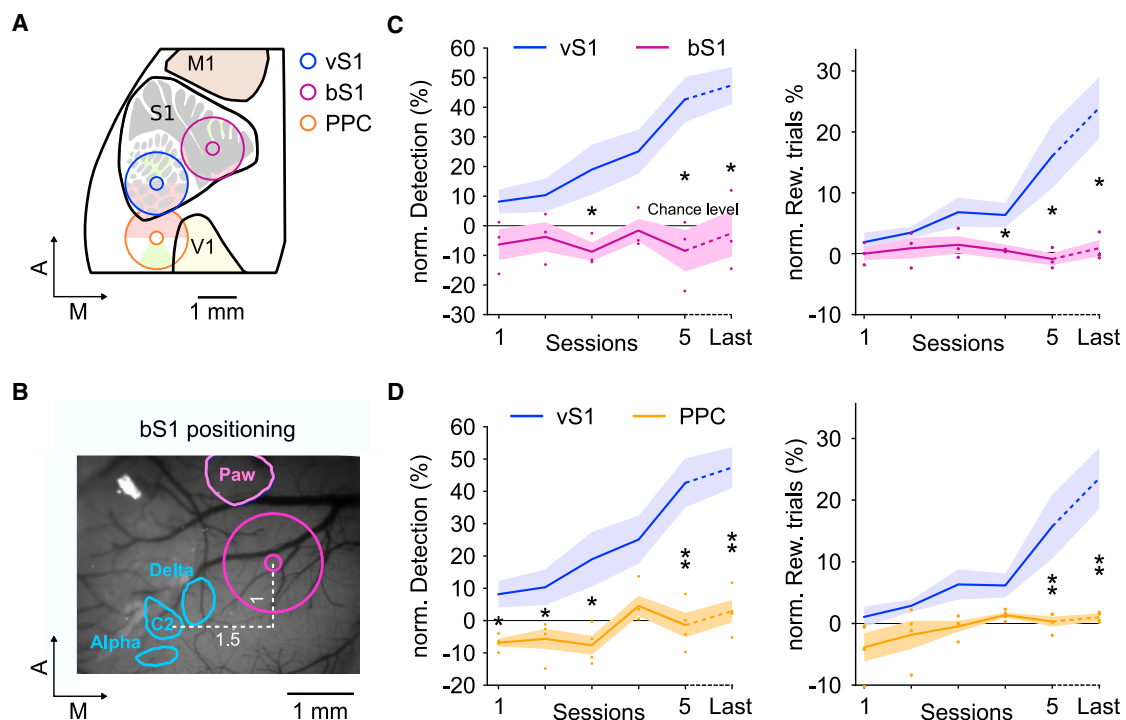 A
M1
S1
V1
vS1
bS1
PPC
A
M
1 mm
B
bS1 positioning
Paw
Delta
C2
Alpha
1
1.5
A
M
1 mm
C
vS1 bS1
norm. Detection (%)
60
50
40
30
20
10
0
-10
-20
-30
*
*
*
Chance level
1 Sessions 5 Last
norm. Rew. trials %
30
20
10
0
-10
*
*
*
1 Sessions 5 Last
D
vS1 PPC
norm. Detection (%)
60
50
40
30
20
10
0
-10
-20
*
*
*
**
**
1 Sessions 5 Last
norm. Rew. trials (%)
30
20
10
0
-10
**
**
1 Sessions 5 Last